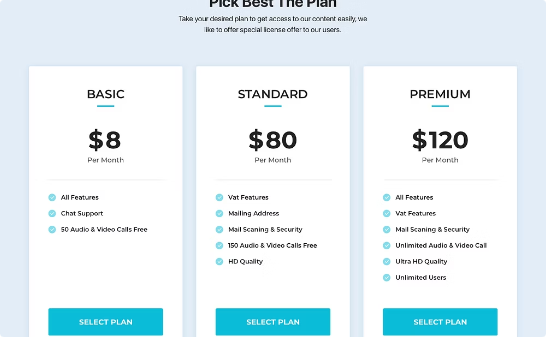 Pick Best The Plan
Take your desired plan to get access to our content easily, we
like to offer special license offer to our users.
BASIC
$8
Per Month
All Features
Chat Support
50 Audio & Video Calls Free
SELECT PLAN
STANDARD
$80
Per Month
Vat Features
Mailing Address
Mail Scaning & Security
150 Audio & Video Calls Free
HD Quality
SELECT PLAN
PREMIUM
$120
Per Month
All Features
Vat Features
Mail Scaning & Security
Unlimited Audio & Video Call
Ultra HD Quality
Unlimited Users
SELECT PLAN